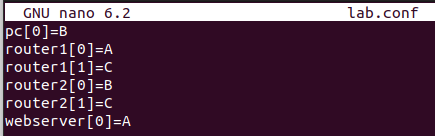 GNU nano 6.2 lab.conf
pc[0]=B
router1[0]=A
router1[1]=C
router2[0]=B
router2[1]=C
webserver[0]=A